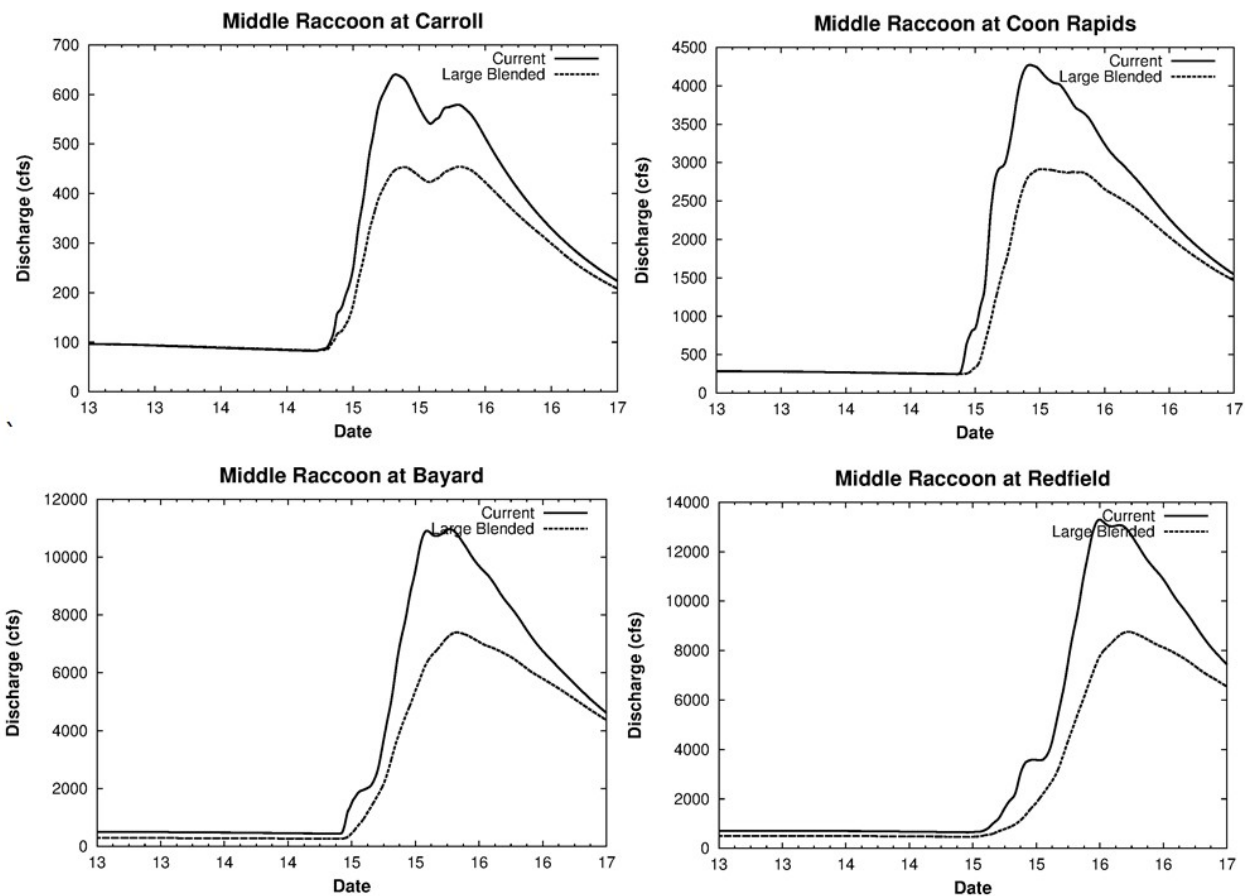 Middle Raccoon at Carroll
700
600
500
400
300
200
100
0
Discharge (cfs)
Current
Large Blended
13 13 14 14 15 15 16 16 17
Date
Middle Raccoon at Coon Rapids
4500
4000
3500
3000
2500
2000
1500
1000
500
0
Discharge (cfs)
Current
Large Blended
13 13 14 14 15 15 16 16 17
Date
Middle Raccoon at Bayard
12000
10000
8000
6000
4000
2000
0
Discharge (cfs)
Current
Large Blended
13 13 14 14 15 15 16 16 17
Date
Middle Raccoon at Redfield
14000
12000
10000
8000
6000
4000
2000
0
Discharge (cfs)
Current
Large Blended
13 13 14 14 15 15 16 16 17
Date